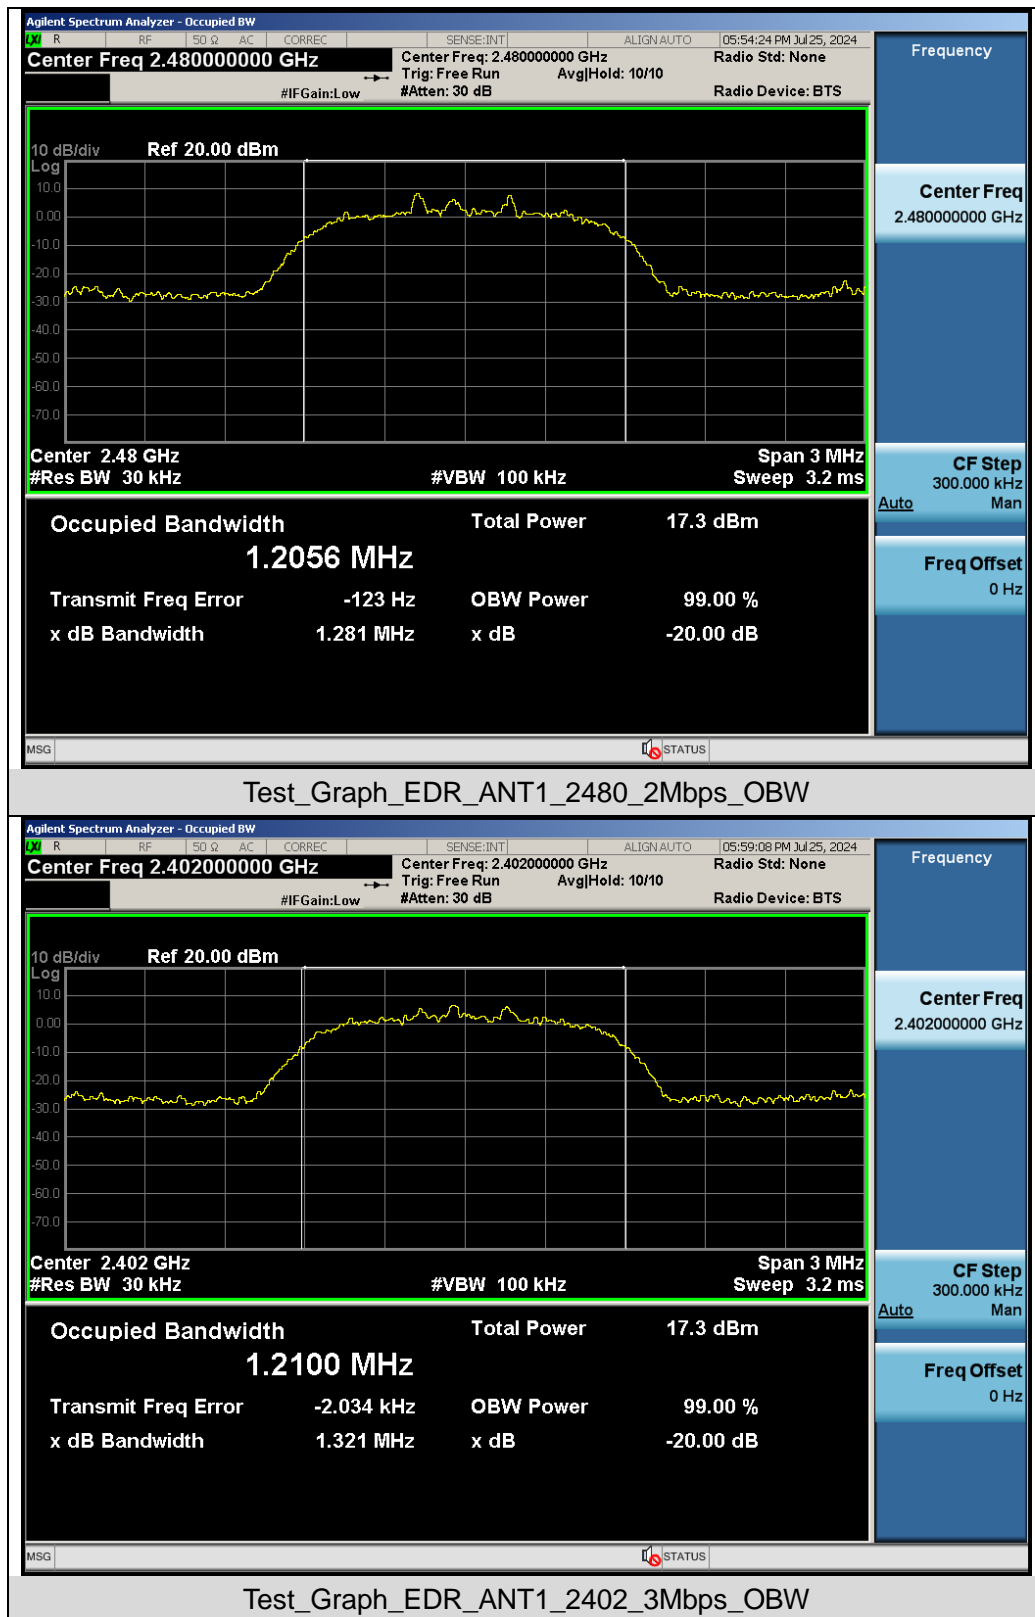 Agilent Spectrum Analyzer - Occupied BW
LXI R RF 50 Ω AC CORREC SENSE:INT ALIGN AUTO 05:54:24 PM Jul 25, 2024
Center Freq 2.480000000 GHz
Center Freq: 2.480000000 GHz
Radio Std: None
Trig: Free Run Avg|Hold: 10/10
#IFGain:Low
#Atten: 30 dB
Radio Device: BTS
10 dB/div Ref 20.00 dBm
Log
10.0
0.00
-10.0
-20.0
-30.0
-40.0
-50.0
-60.0
-70.0
Center 2.48 GHz Span 3 MHz
#Res BW 30 kHz #VBW 100 kHz Sweep 3.2 ms
Occupied Bandwidth Total Power 17.3 dBm
1.2056 MHz
Transmit Freq Error -123 Hz OBW Power 99.00 %
x dB Bandwidth 1.281 MHz x dB -20.00 dB
MSG STATUS
Frequency
Center Freq
2.480000000 GHz
CF Step
300.000 kHz
Auto Man
Freq Offset
0 Hz
Test_Graph_EDR_ANT1_2480_2Mbps_OBW
Agilent Spectrum Analyzer - Occupied BW
LXI R RF 50 Ω AC CORREC SENSE:INT ALIGN AUTO 05:59:08 PM Jul 25, 2024
Center Freq 2.402000000 GHz
Center Freq: 2.402000000 GHz
Radio Std: None
Trig: Free Run Avg|Hold: 10/10
#IFGain:Low
#Atten: 30 dB
Radio Device: BTS
10 dB/div Ref 20.00 dBm
Log
10.0
0.00
-10.0
-20.0
-30.0
-40.0
-50.0
-60.0
-70.0
Center 2.402 GHz Span 3 MHz
#Res BW 30 kHz #VBW 100 kHz Sweep 3.2 ms
Occupied Bandwidth Total Power 17.3 dBm
1.2100 MHz
Transmit Freq Error -2.034 kHz OBW Power 99.00 %
x dB Bandwidth 1.321 MHz x dB -20.00 dB
MSG STATUS
Frequency
Center Freq
2.402000000 GHz
CF Step
300.000 kHz
Auto Man
Freq Offset
0 Hz
Test_Graph_EDR_ANT1_2402_3Mbps_OBW